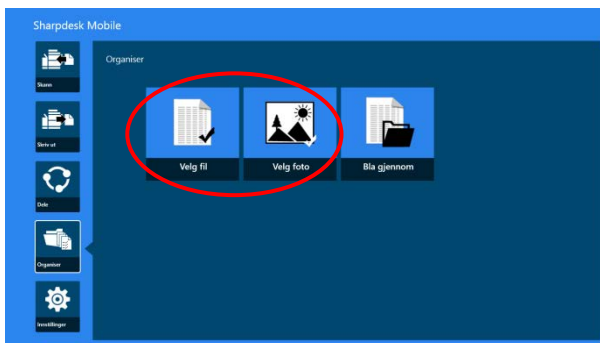 Sharpdesk Mobile
Skann
Skriv ut
Dele
Organiser
Innstillinger
Organiser
Velg fil
Velg foto
Bla gjennom